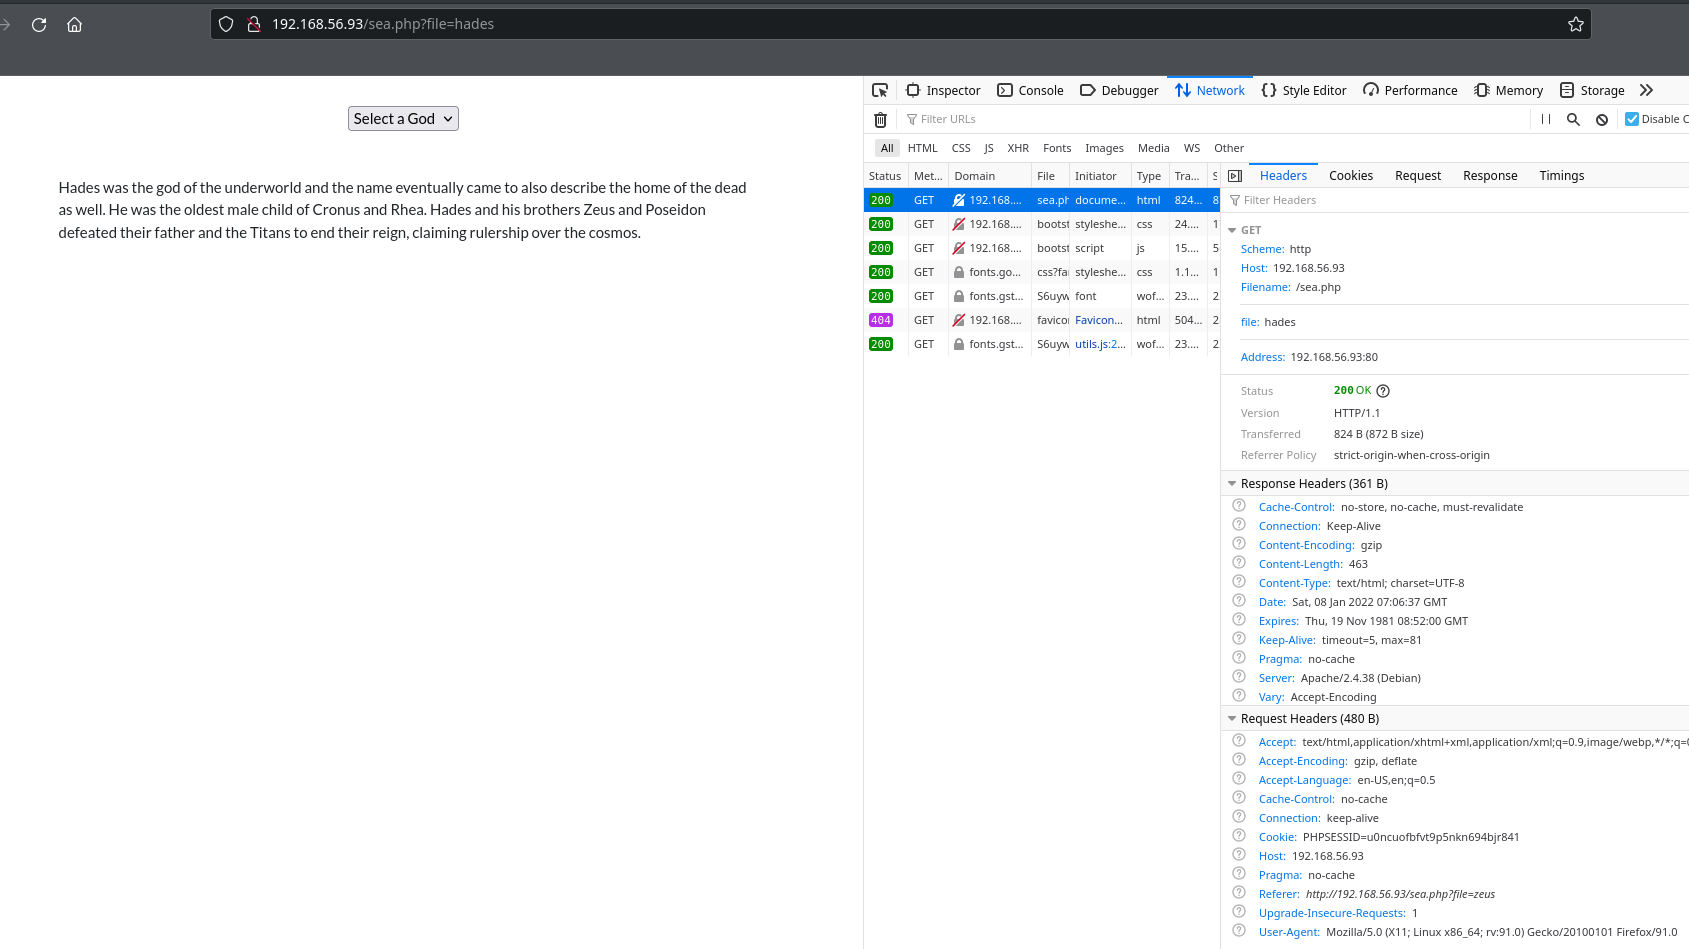 192.168.56.93/sea.php?file=hades
Select a God
Hades was the god of the underworld and the name eventually came to also describe the home of the dead
as well. He was the oldest male child of Cronus and Rhea. Hades and his brothers Zeus and Poseidon
defeated their father and the Titans to end their reign, claiming rulership over the cosmos.
Inspector Console Debugger Network Style Editor Performance Memory Storage
Filter URLs Disable C
All HTML CSS JS XHR Fonts Images Media WS Other
Status Met... Domain File Initiator Type Tra... S
200 GET 192.168.... sea.ph docume... html 824... 8
200 GET 192.168.... bootst styleshe... css 24.... 1
200 GET 192.168.... bootst script js 15.... 5
200 GET fonts.go... css?fa styleshe... css 1.1... 1
200 GET fonts.gst... S6uyw font wof... 23.... 2
404 GET 192.168.... favico Favicon... html 504... 2
200 GET fonts.gst... S6uyw utils.js:2... wof... 23.... 2
Headers Cookies Request Response Timings
Filter Headers
GET
Scheme: http
Host: 192.168.56.93
Filename: /sea.php
file: hades
Address: 192.168.56.93:80
Status 200 OK
Version HTTP/1.1
Transferred 824 B (872 B size)
Referrer Policy strict-origin-when-cross-origin
Response Headers (361 B)
Cache-Control: no-store, no-cache, must-revalidate
Connection: Keep-Alive
Content-Encoding: gzip
Content-Length: 463
Content-Type: text/html; charset=UTF-8
Date: Sat, 08 Jan 2022 07:06:37 GMT
Expires: Thu, 19 Nov 1981 08:52:00 GMT
Keep-Alive: timeout=5, max=81
Pragma: no-cache
Server: Apache/2.4.38 (Debian)
Vary: Accept-Encoding
Request Headers (480 B)
Accept: text/html,application/xhtml+xml,application/xml;q=0.9,image/webp,*/*;q=0
Accept-Encoding: gzip, deflate
Accept-Language: en-US,en;q=0.5
Cache-Control: no-cache
Connection: keep-alive
Cookie: PHPSESSID=u0ncuofbfvt9p5nkn694bjr841
Host: 192.168.56.93
Pragma: no-cache
Referer: http://192.168.56.93/sea.php?file=zeus
Upgrade-Insecure-Requests: 1
User-Agent: Mozilla/5.0 (X11; Linux x86_64; rv:91.0) Gecko/20100101 Firefox/91.0